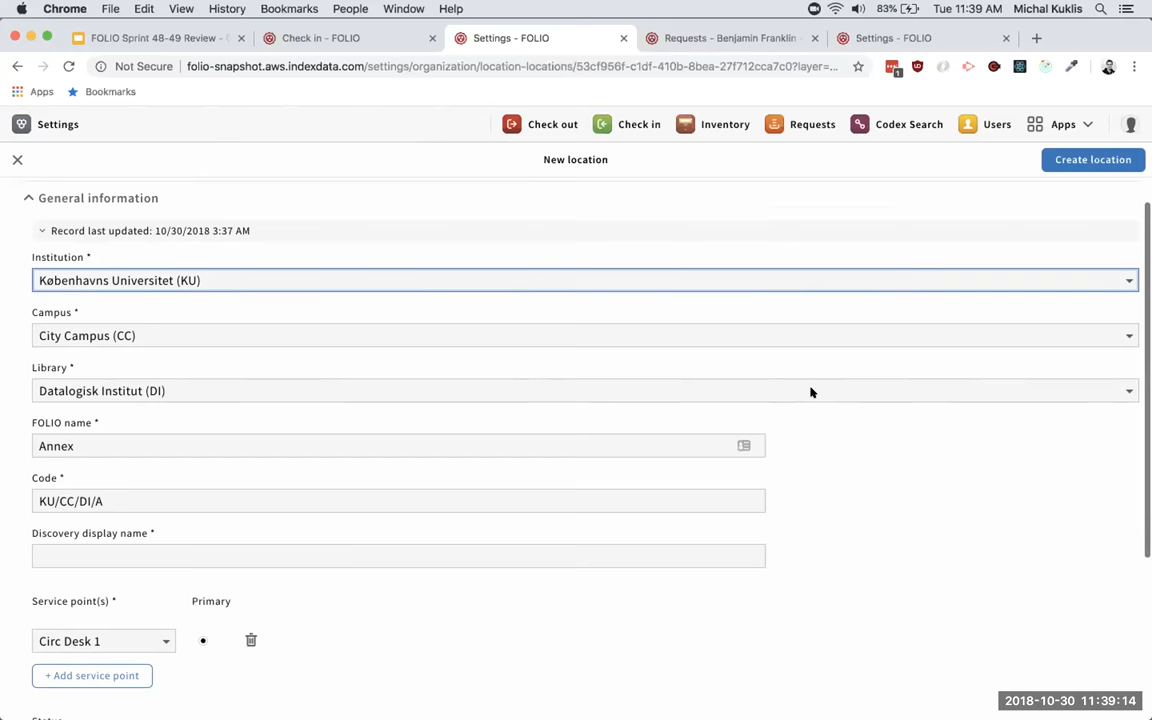 Chrome File Edit View History Bookmarks People Window Help 83% Tue 11:39 AM Michal Kuklis
FOLIO Sprint 48-49 Review - Check in - FOLIO Settings - FOLIO Requests - Benjamin Franklin Settings - FOLIO
Not Secure folio-snapshot.aws.indexdata.com/settings/organization/location-locations/53cf956f-c1df-410b-8bea-27f712cca7c0?layer=... 1
Apps Bookmarks
Settings Check out Check in Inventory Requests Codex Search Users Apps
New location Create location
General information
Record last updated: 10/30/2018 3:37 AM
Institution *
Københavns Universitet (KU)
Campus *
City Campus (CC)
Library *
Datalogisk Institut (DI)
FOLIO name *
Annex
Code *
KU/CC/DI/A
Discovery display name *
Service point(s) * Primary
Circ Desk 1
+ Add service point
2018-10-30 11:39:14